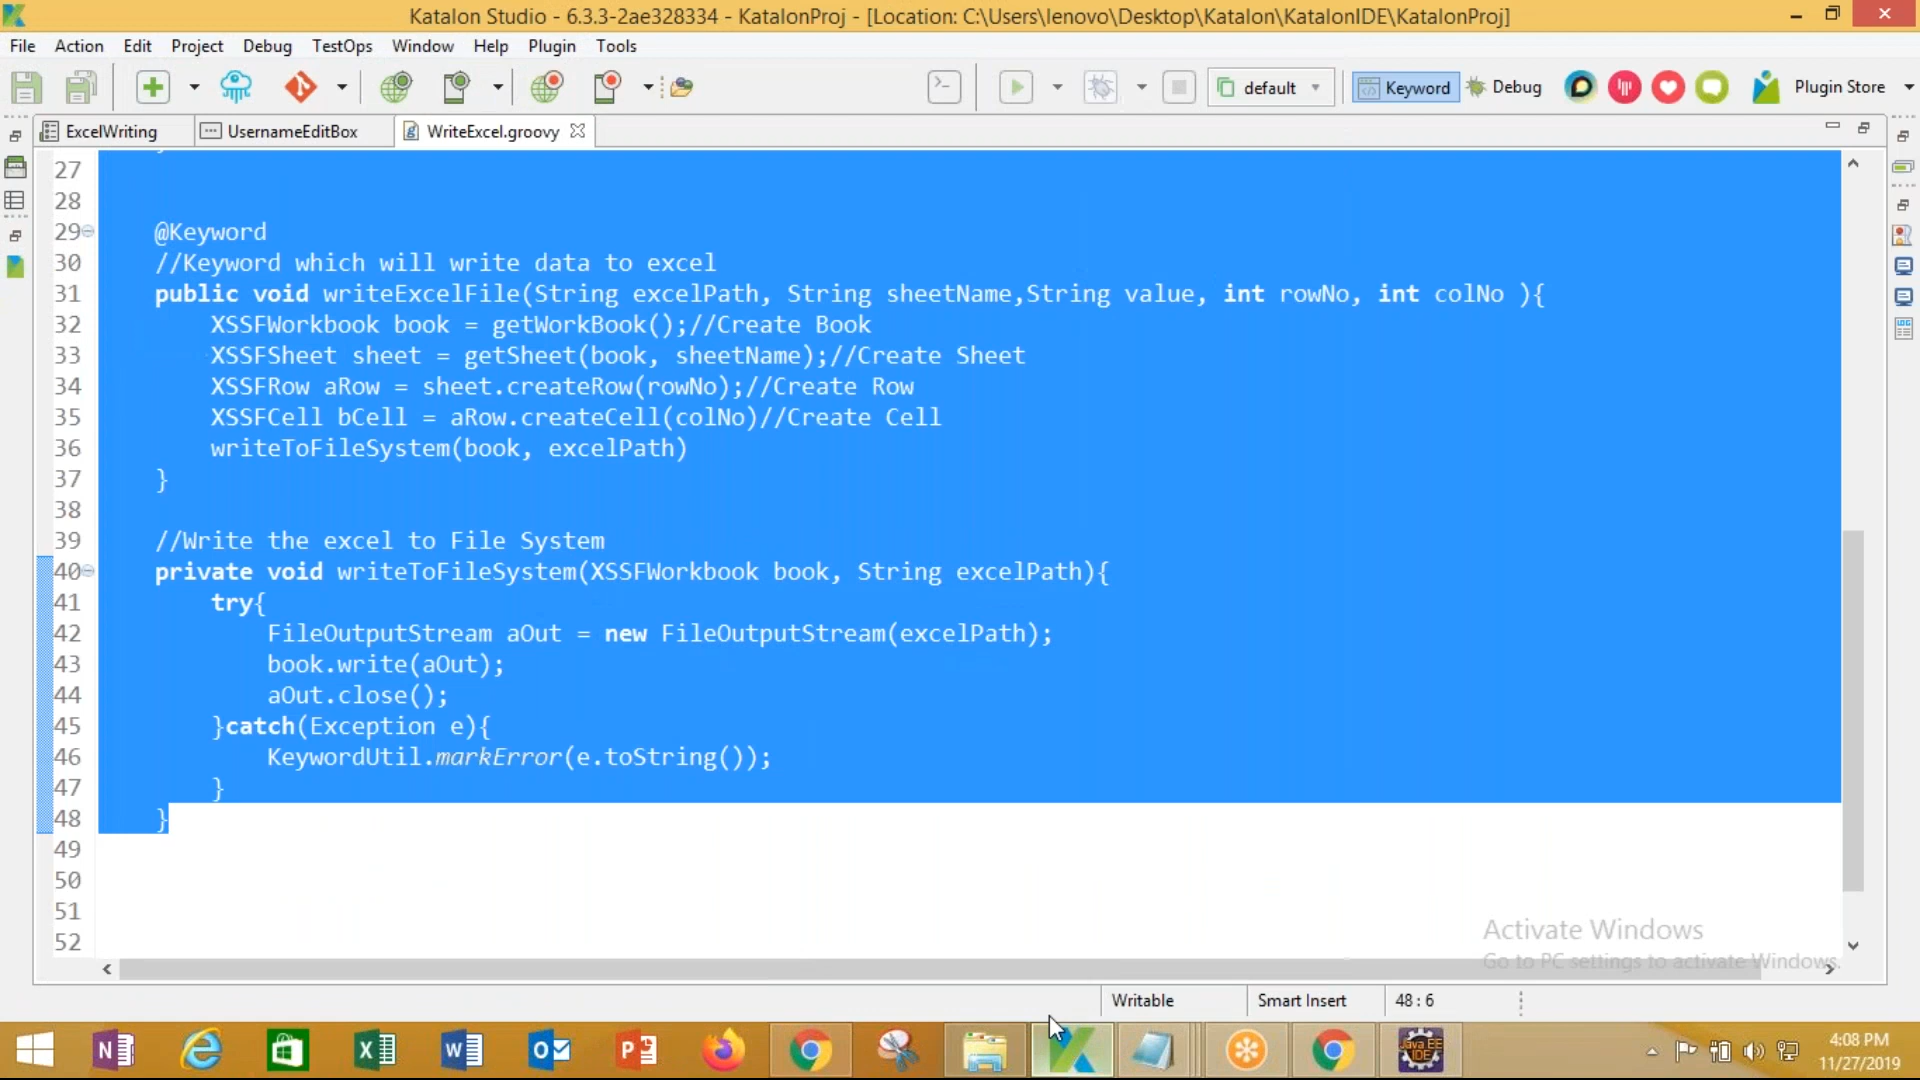 Katalon Studio - 6.3.3-2ae328334 - KatalonProj - [Location: C:\Users\lenovo\Desktop\Katalon\KatalonIDE\KatalonProj]
File Action Edit Project Debug TestOps Window Help Plugin Tools
default Keyword Debug Plugin Store
ExcelWriting UsernameEditBox WriteExcel.groovy
27
28
29 @Keyword
30 //Keyword which will write data to excel
31 public void writeExcelFile(String excelPath, String sheetName,String value, int rowNo, int colNo ){
32 XSSFWorkbook book = getWorkBook();//Create Book
33 XSSFSheet sheet = getSheet(book, sheetName);//Create Sheet
34 XSSFRow aRow = sheet.createRow(rowNo);//Create Row
35 XSSFCell bCell = aRow.createCell(colNo)//Create Cell
36 writeToFileSystem(book, excelPath)
37 }
38
39 //Write the excel to File System
40 private void writeToFileSystem(XSSFWorkbook book, String excelPath){
41 try{
42 FileOutputStream aOut = new FileOutputStream(excelPath);
43 book.write(aOut);
44 aOut.close();
45 }catch(Exception e){
46 KeywordUtil.markError(e.toString());
47 }
48 }
49
50
51
52
Activate Windows
Go to PC settings to activate Windows.
Writable Smart Insert 48 : 6
Java EE
IDE
4:08 PM
11/27/2019